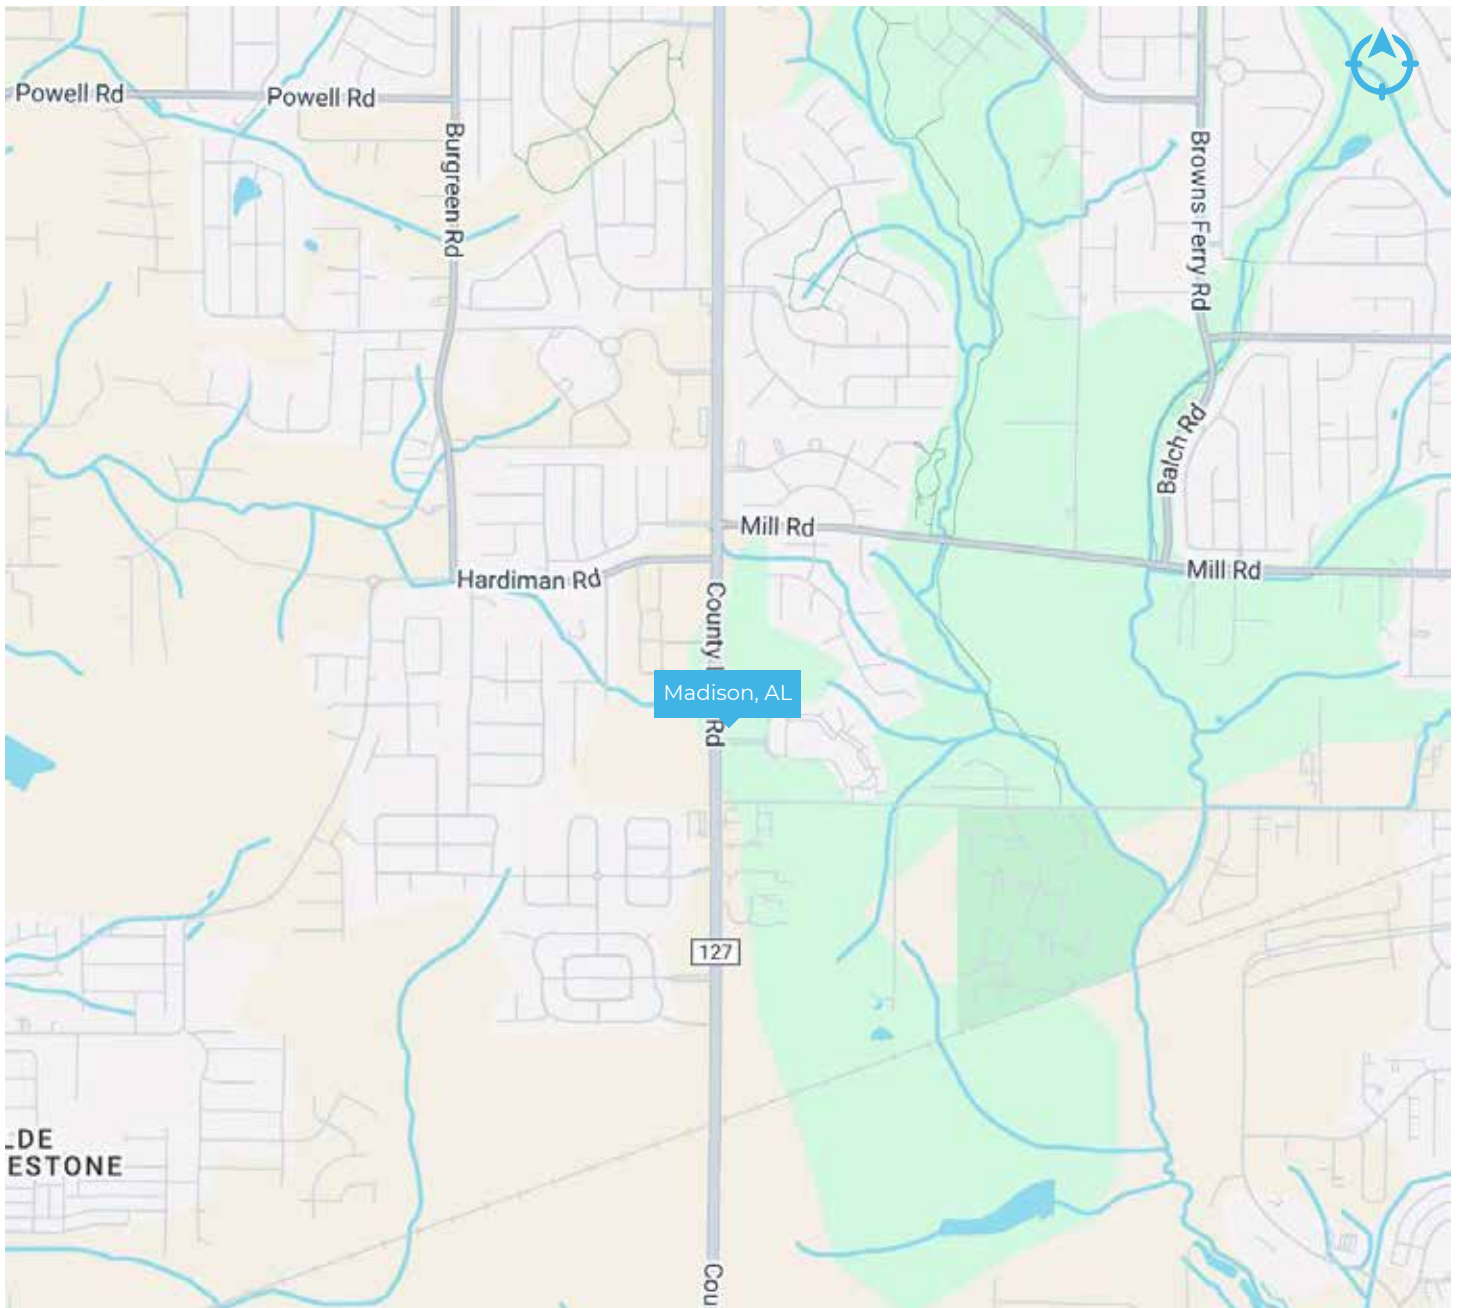 Powell Rd
Powell Rd
Burgreen Rd
Browns Ferry Rd
Balch Rd
Mill Rd
Mill Rd
Hardiman Rd
County
Madison, AL
Rd
127
LDE
ESTONE
Cou